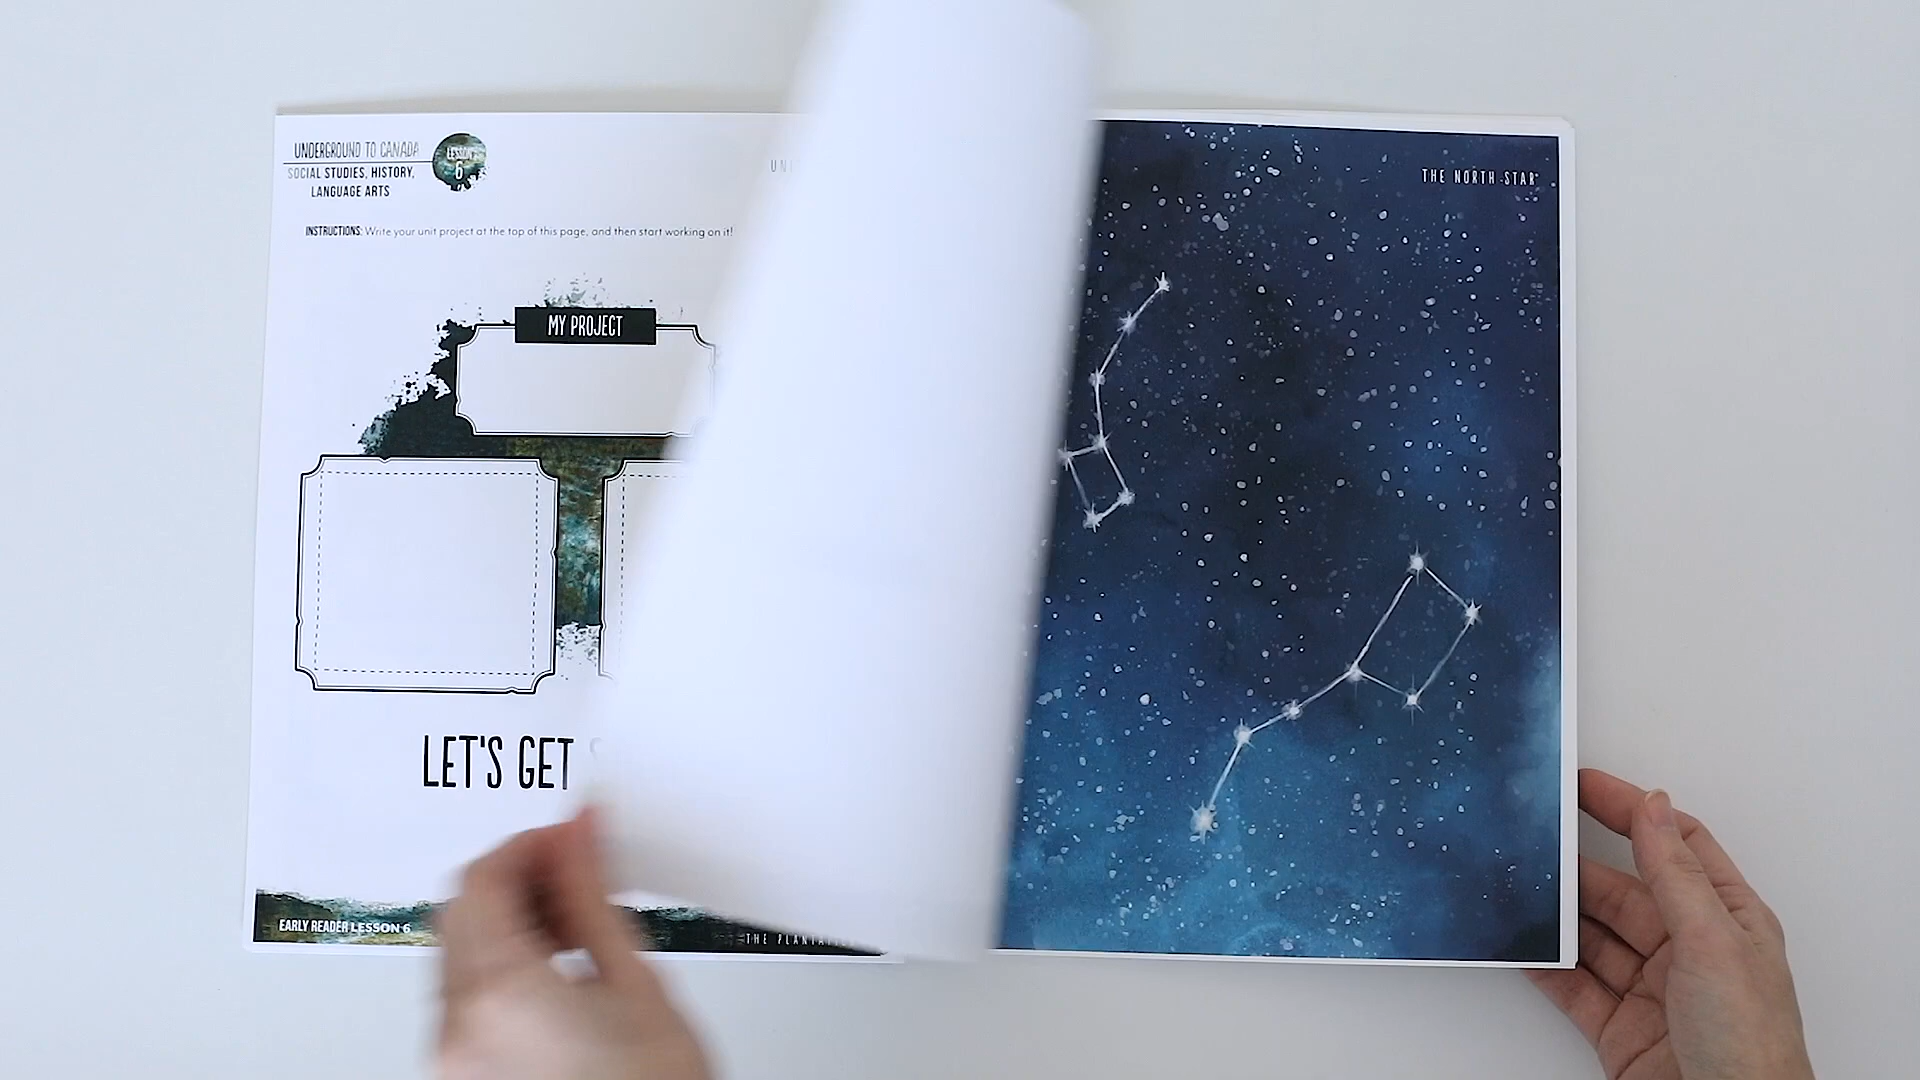 UNDERGROUND TO CANADA
SOCIAL STUDIES, HISTORY,
LANGUAGE ARTS
LESSON
6
INSTRUCTIONS: Write your unit project at the top of this page, and then start working on it!
MY PROJECT
LET'S GET
EARLY READER LESSON 6
THE NORTH STAR